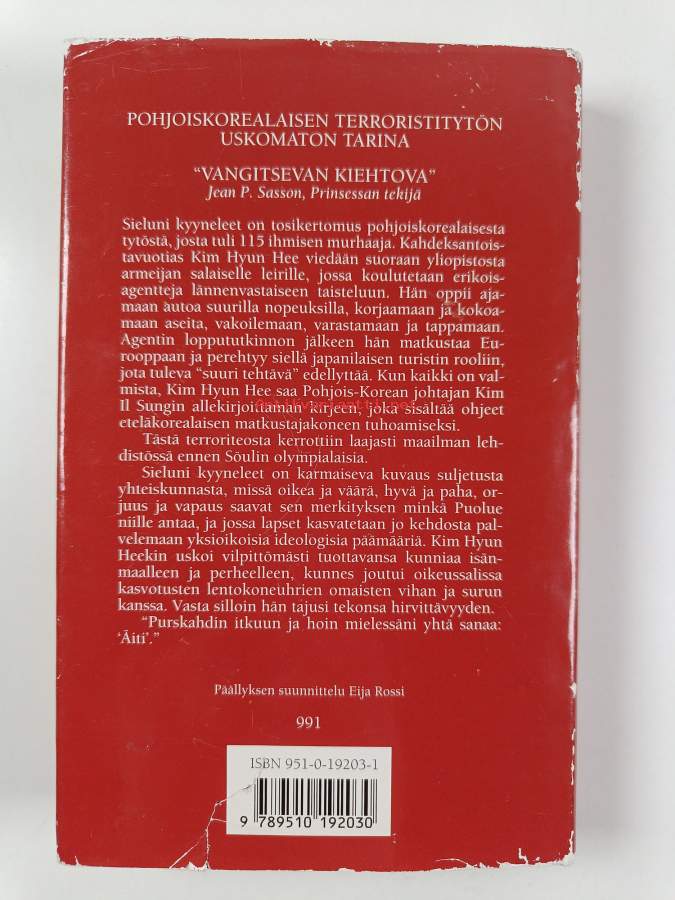 POHJOISKOREALAISEN TERRORISTITYTÖN
USKOMATON TARINA
“VANGITSEVAN KIEHTOVA”
Jean P. Sasson, Prinsessan tekijä
Sieluni kyyneleet on tosikertomus pohjoiskorealaisesta
tytöstä, josta tuli 115 ihmisen murhaaja. Kahdeksantois-
tavuotias Kim Hyun Hee viedään suoraan yliopistosta
armeijan salaiselle leirille, jossa koulutetaan erikois-
agentteja lännenvastaiseen taisteluun. Hän oppii aja-
maan autoa suurilla nopeuksilla, korjaamaan ja kokoa-
maan aseita, vakoilemaan, varastamaan ja tappamaan.
Agentin loppututkinnon jälkeen hän matkustaa Eu-
rooppaan ja perehtyy siellä japanilaisen turistin rooliin,
jota tuleva “suuri tehtävä” edellyttää. Kun kaikki on val-
mista, Kim Hyun Hee saa Pohjois-Korean johtajan Kim
Il Sungin allekirjoittaman kirjeen, joka sisältää ohjeet
eteläkorealaisen matkustajakoneen tuhoamiseksi.
Tästä terroriteosta kerrottiin laajasti maailman leh-
distössä ennen Söulin olympialaisia.
Sieluni kyyneleet on karmaiseva kuvaus suljetusta
yhteiskunnasta, missä oikea ja väärä, hyvä ja paha, or-
juus ja vapaus saavat sen merkityksen minkä Puolue
niille antaa, ja jossa lapset kasvatetaan jo kehdosta pal-
velemaan yksioikoisia ideologisia päämääriä. Kim Hyun
Heekin uskoi vilpittömästi tuottavansa kunniaa isän-
maalleen ja perheelleen, kunnes joutui oikeussalissa
kasvotusten lentokoneuhrien omaisten vihan ja surun
kanssa. Vasta silloin hän tajusi tekonsa hirvittävyyden.
“Purskahdin itkuun ja hoin mielessäni yhtä sanaa:
‘Äiti’.”
Päällyksen suunnittelu Eija Rossi
991
ISBN 951-0-19203-1
9 789510 192030